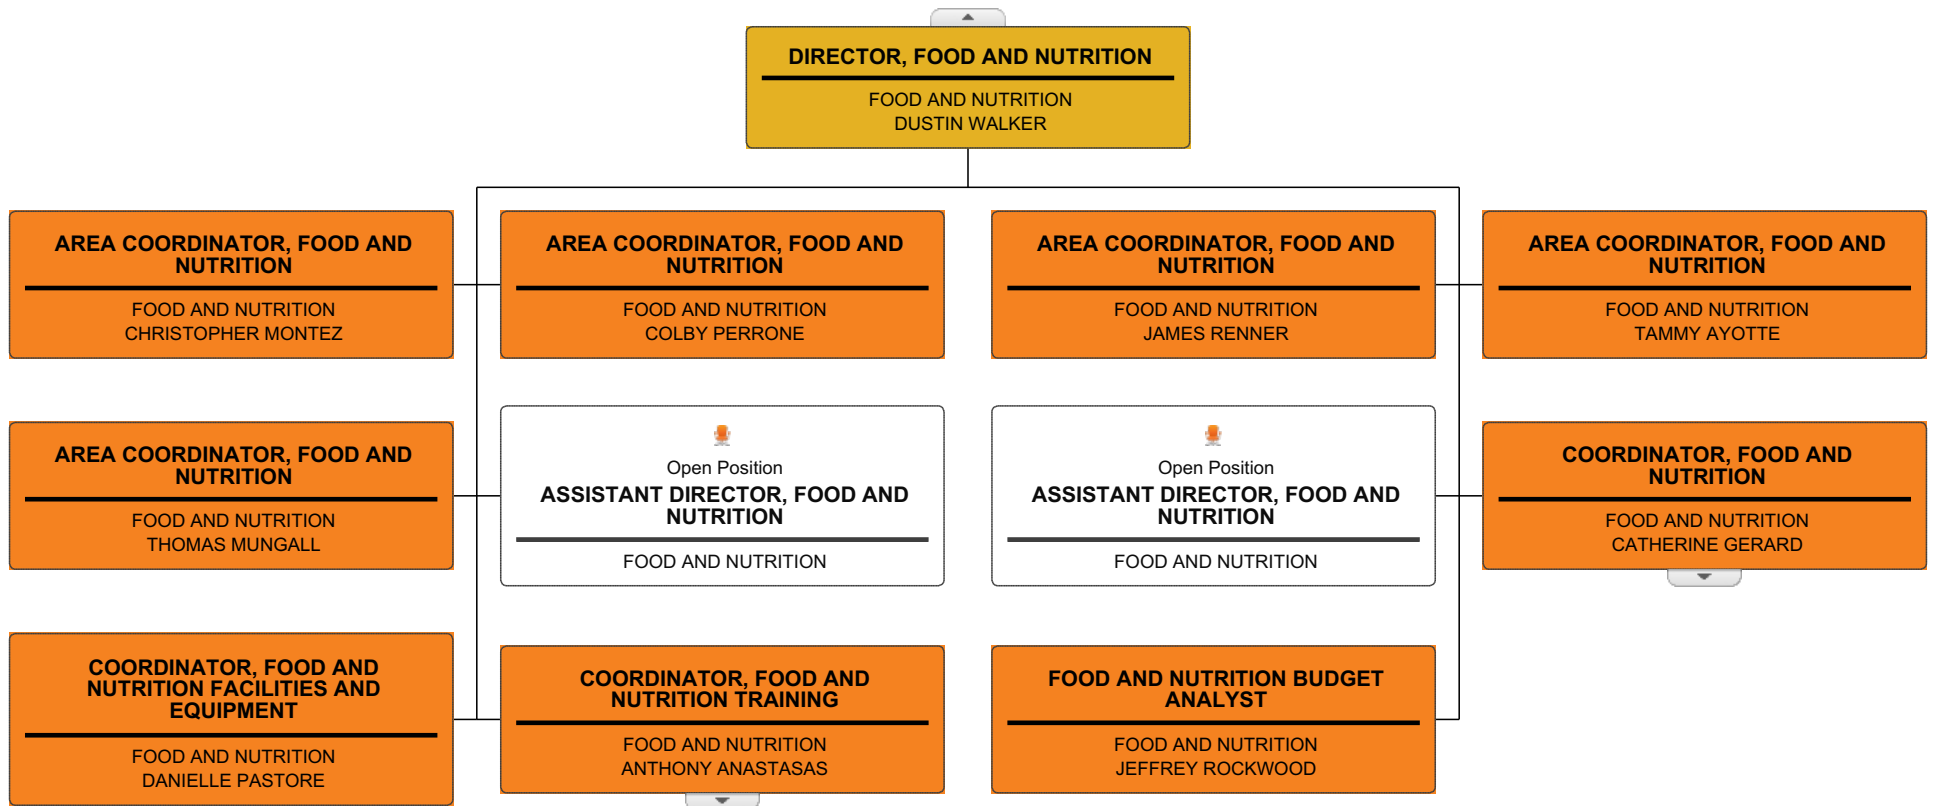 DIRECTOR, FOOD AND NUTRITION
FOOD AND NUTRITION
DUSTIN WALKER
AREA COORDINATOR, FOOD AND
NUTRITION
FOOD AND NUTRITION
CHRISTOPHER MONTEZ
AREA COORDINATOR, FOOD AND
NUTRITION
FOOD AND NUTRITION
COLBY PERRONE
AREA COORDINATOR, FOOD AND
NUTRITION
FOOD AND NUTRITION
JAMES RENNER
AREA COORDINATOR, FOOD AND
NUTRITION
FOOD AND NUTRITION
TAMMY AYOTTE
AREA COORDINATOR, FOOD AND
NUTRITION
FOOD AND NUTRITION
THOMAS MUNGALL
Open Position
ASSISTANT DIRECTOR, FOOD AND
NUTRITION
FOOD AND NUTRITION
Open Position
ASSISTANT DIRECTOR, FOOD AND
NUTRITION
FOOD AND NUTRITION
COORDINATOR, FOOD AND
NUTRITION
FOOD AND NUTRITION
CATHERINE GERARD
COORDINATOR, FOOD AND
NUTRITION FACILITIES AND
EQUIPMENT
FOOD AND NUTRITION
DANIELLE PASTORE
COORDINATOR, FOOD AND
NUTRITION TRAINING
FOOD AND NUTRITION
ANTHONY ANASTASAS
FOOD AND NUTRITION BUDGET
ANALYST
FOOD AND NUTRITION
JEFFREY ROCKWOOD